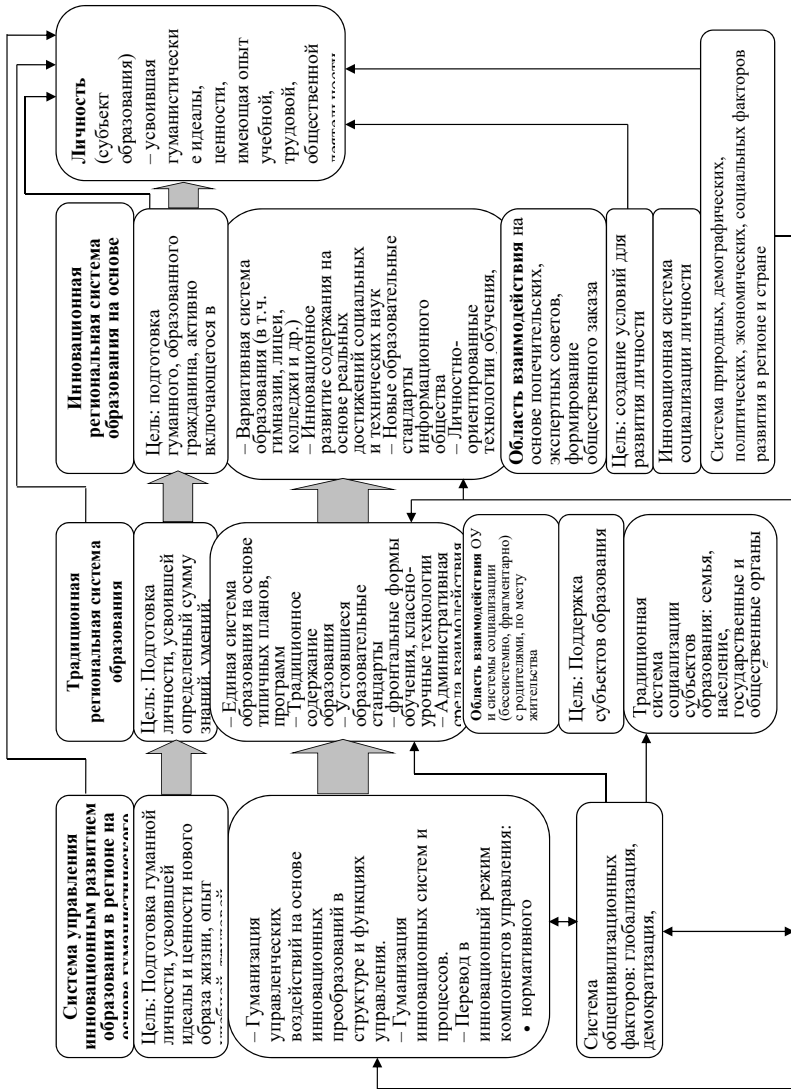 Система управления
инновационным развитием
образования в регионе на
основе гуманистического
Цель: Подготовка гуманной
личности, усвоившей
идеалы и ценности нового
образа жизни, опыт
учебной, трудовой
– Гуманизация
управленческих
воздействий на основе
инновационных
преобразований в
структуре и функциях
управления.
– Гуманизация
инновационных систем и
процессов.
– Перевод в
инновационный режим
компонентов управления:
• нормативного
Система
общецивилизационных
факторов: глобализация,
демократизация,
Традиционная
региональная система
образования
Цель: Подготовка
личности, усвоившей
определенный сумму
знаний, умений,
– Единая система
образования на основе
типичных планов,
программ
– Традиционное
содержание
образования
– Устоявшиеся
образовательные
стандарты
– фронтальные формы
обучения, классно-
урочные технологии
– Административная
среда взаимодействия
Область взаимодействия ОУ
и системы социализации
(бессистемно, фрагментарно)
с родителями, по месту
жительства
Цель: Поддержка
субъектов образования
Традиционная
система
социализации
субъектов
образования: семья,
население,
государственные и
общественные органы
Инновационная
региональная система
образования на основе
Цель: подготовка
гуманного, образованного
гражданина, активно
включающегося в
– Вариативная система
образования (в т.ч.
гимназии, лицеи,
колледжи и др.)
– Инновационное
развитие содержания на
основе реальных
достижений социальных
и технических наук
– Новые образовательные
стандарты
информационного
общества
– Личностно-
ориентированные
технологии обучения,
Область взаимодействия на
основе попечительских,
экспертных советов,
формирование
общественного заказа
Цель: создание условий для
развития личности
Инновационная система
социализации личности
Система природных, демографических,
политических, экономических, социальных факторов
развития в регионе и стране
Личность
(субъект
образования)
– усвоившая
гуманистически
е идеалы,
ценности,
имеющая опыт
учебной,
трудовой,
общественной
деятельности